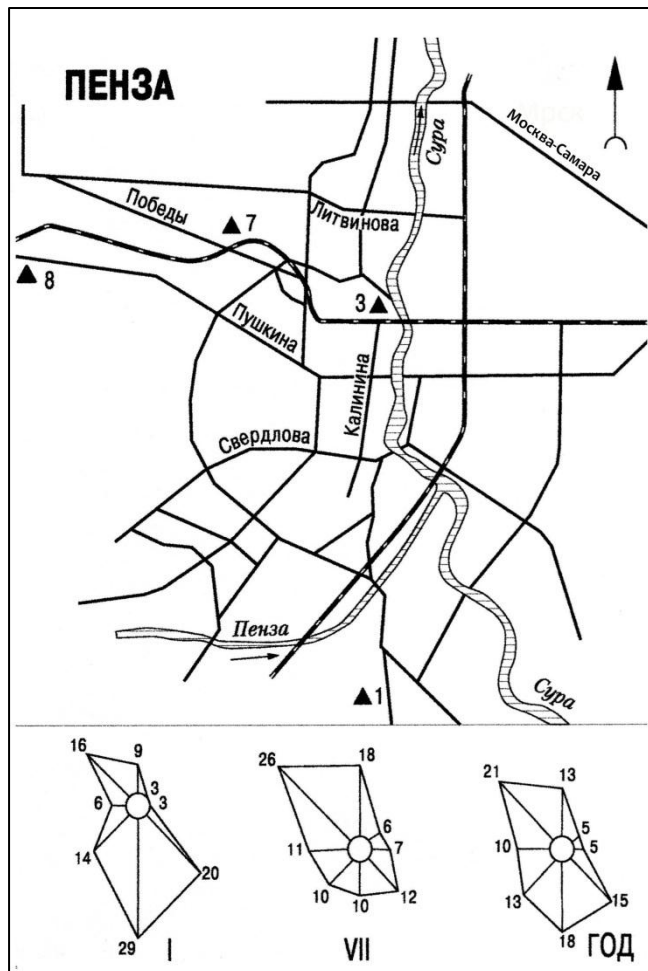 ПЕНЗА
Москва-Самара
Сура
Победы
Литвинова
7
8
3
Пушкина
Калинина
Свердлова
Пенза
1
Сура
16
9
3
3
6
14
20
29
I
26
18
6
7
11
10
10
12
VII
21
13
5
5
10
13
15
18
ГОД